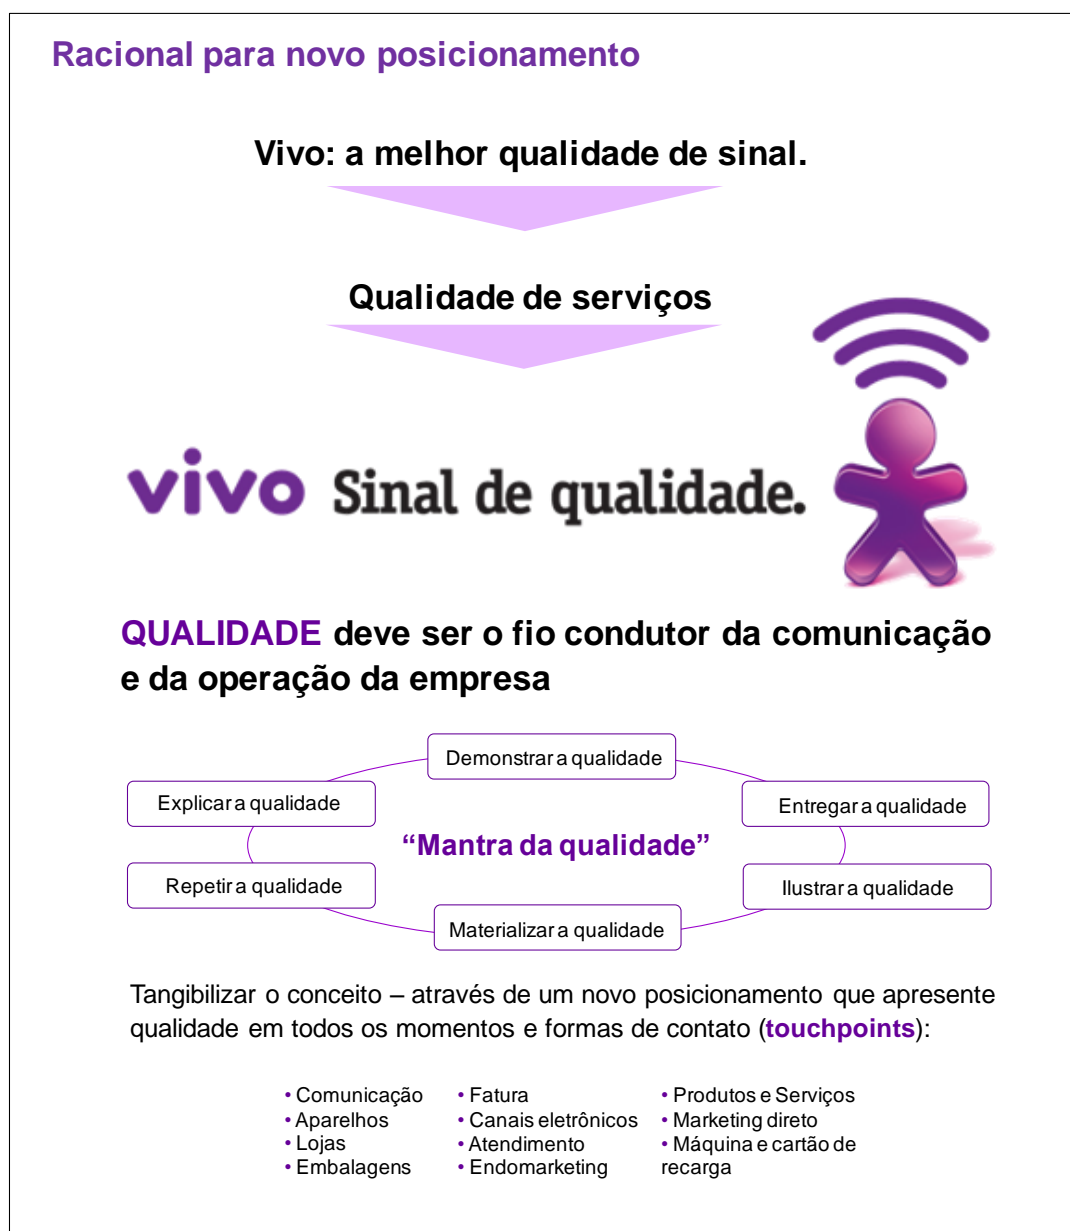 Racional para novo posicionamento
Vivo: a melhor qualidade de sinal.
Qualidade de serviços
vivo Sinal de qualidade.
QUALIDADE deve ser o fio condutor da comunicação
e da operação da empresa
Demonstrar a qualidade
Explicar a qualidade
Entregar a qualidade
“Mantra da qualidade”
Repetir a qualidade
Ilustrar a qualidade
Materializar a qualidade
Tangibilizar o conceito – através de um novo posicionamento que apresente
qualidade em todos os momentos e formas de contato (touchpoints):
• Comunicação
• Aparelhos
• Lojas
• Embalagens
• Fatura
• Canais eletrônicos
• Atendimento
• Endomarketing
• Produtos e Serviços
• Marketing direto
• Máquina e cartão de
recarga